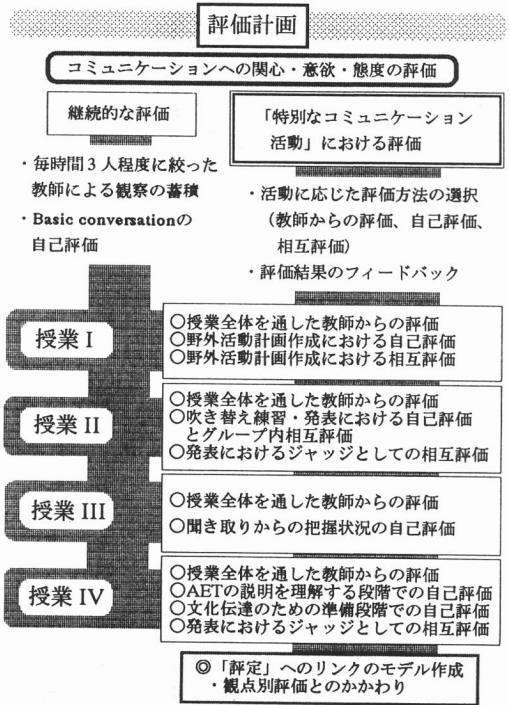 評価計画
コミュニケーションへの関心・意欲・態度の評価
継続的な評価
・毎時間3人程度に絞った
教師による観察の蓄積
・Basic conversationの
自己評価
「特別なコミュニケーション
活動」における評価
・活動に応じた評価方法の選択
(教師からの評価、自己評価、
相互評価)
・評価結果のフィードバック
授業 I
○授業全体を通した教師からの評価
○野外活動計画作成における自己評価
○野外活動計画作成における相互評価
授業 II
○授業全体を通した教師からの評価
○吹き替え練習・発表における自己評価
とグループ内相互評価
○発表におけるジャッジとしての相互評価
授業 III
○授業全体を通した教師からの評価
○聞き取りからの把握状況の自己評価
授業 IV
○授業全体を通した教師からの評価
○AETの説明を理解する段階での自己評価
○文化伝達のための準備段階での自己評価
○発表におけるジャッジとしての相互評価
◎「評定」へのリンクのモデル作成
・観点別評価とのかかわり